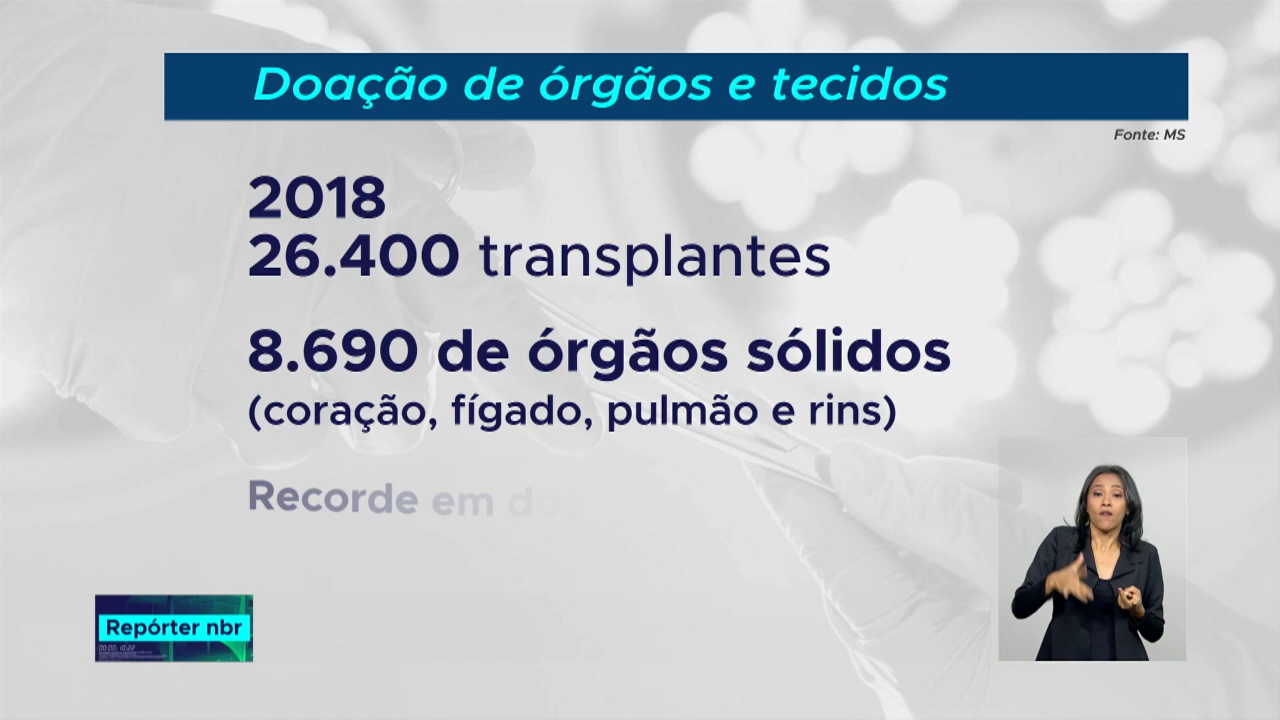 Doação de órgãos e tecidos
Fonte: MS
2018
26.400 transplantes
8.690 de órgãos sólidos
(coração, fígado, pulmão e rins)
Recorde em
Repórter nbr